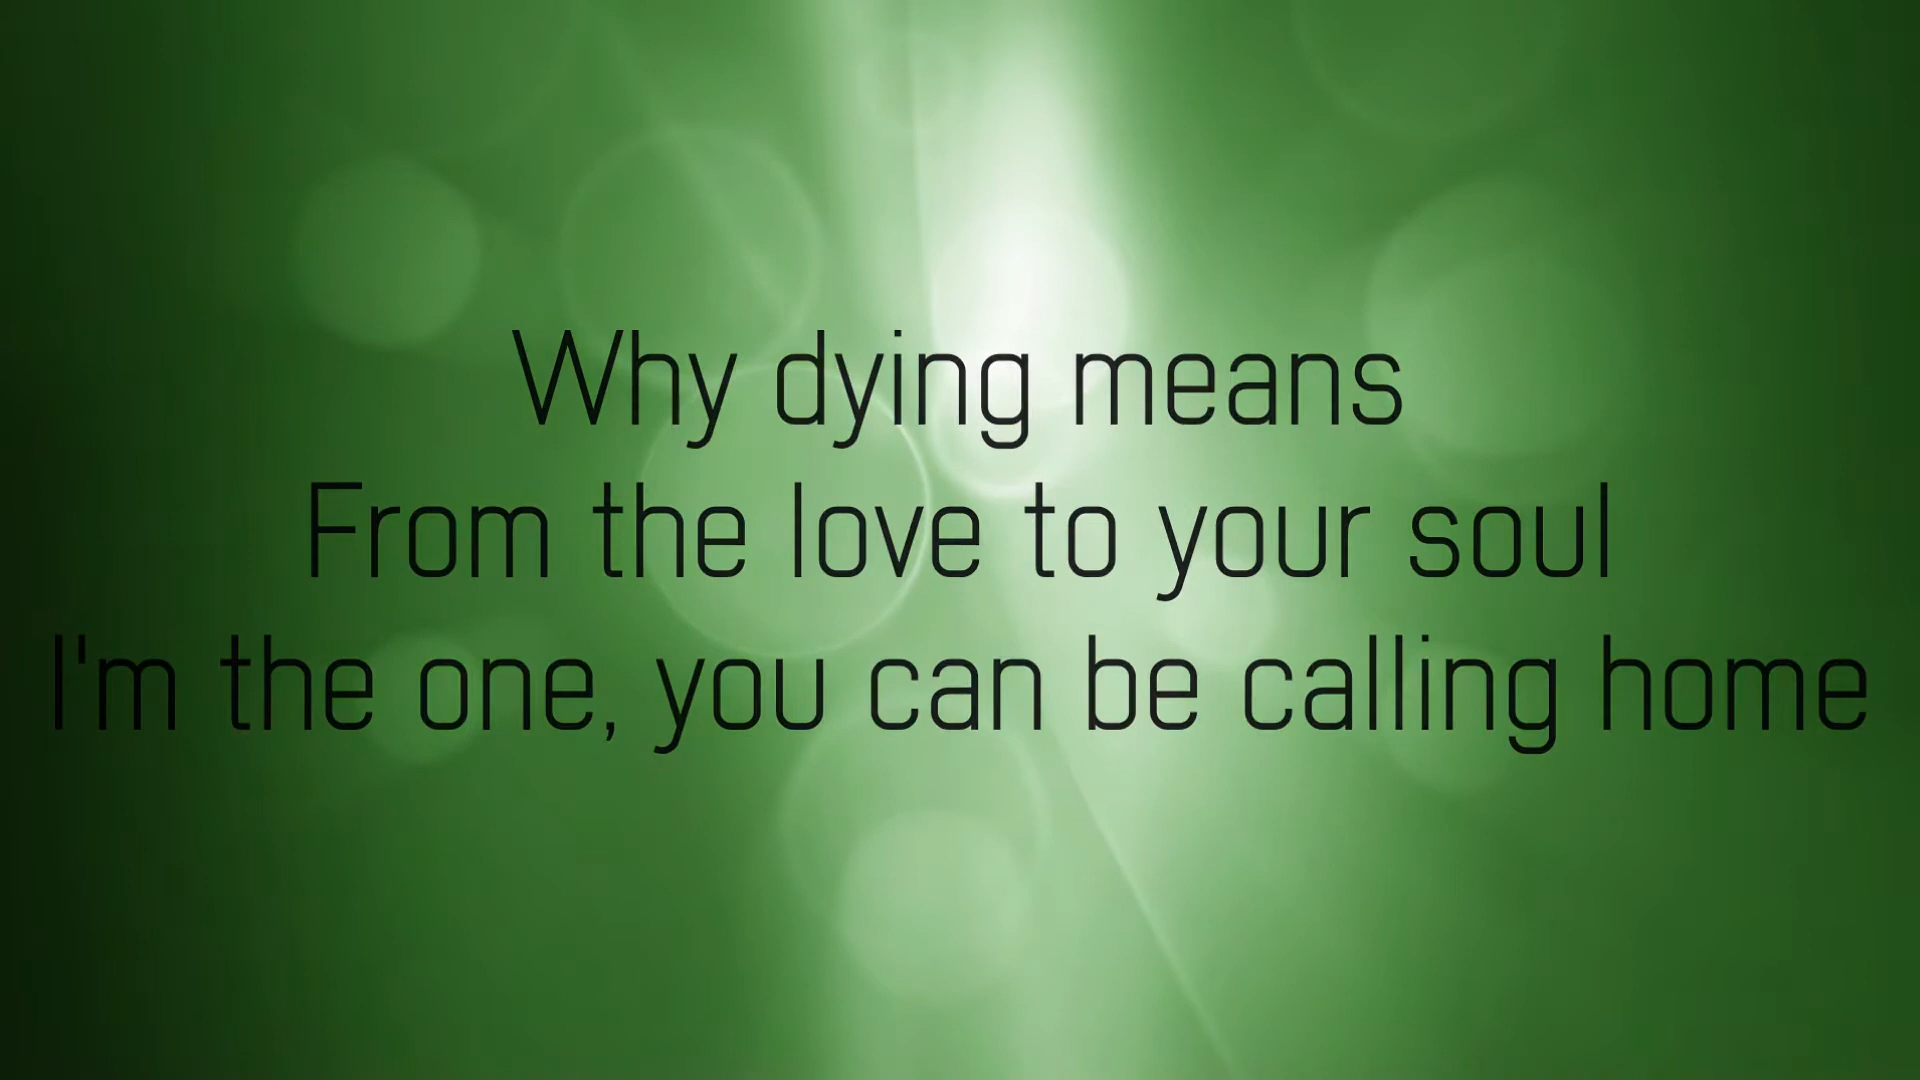 Why dying means
From the love to your soul
I'm the one, you can be calling home